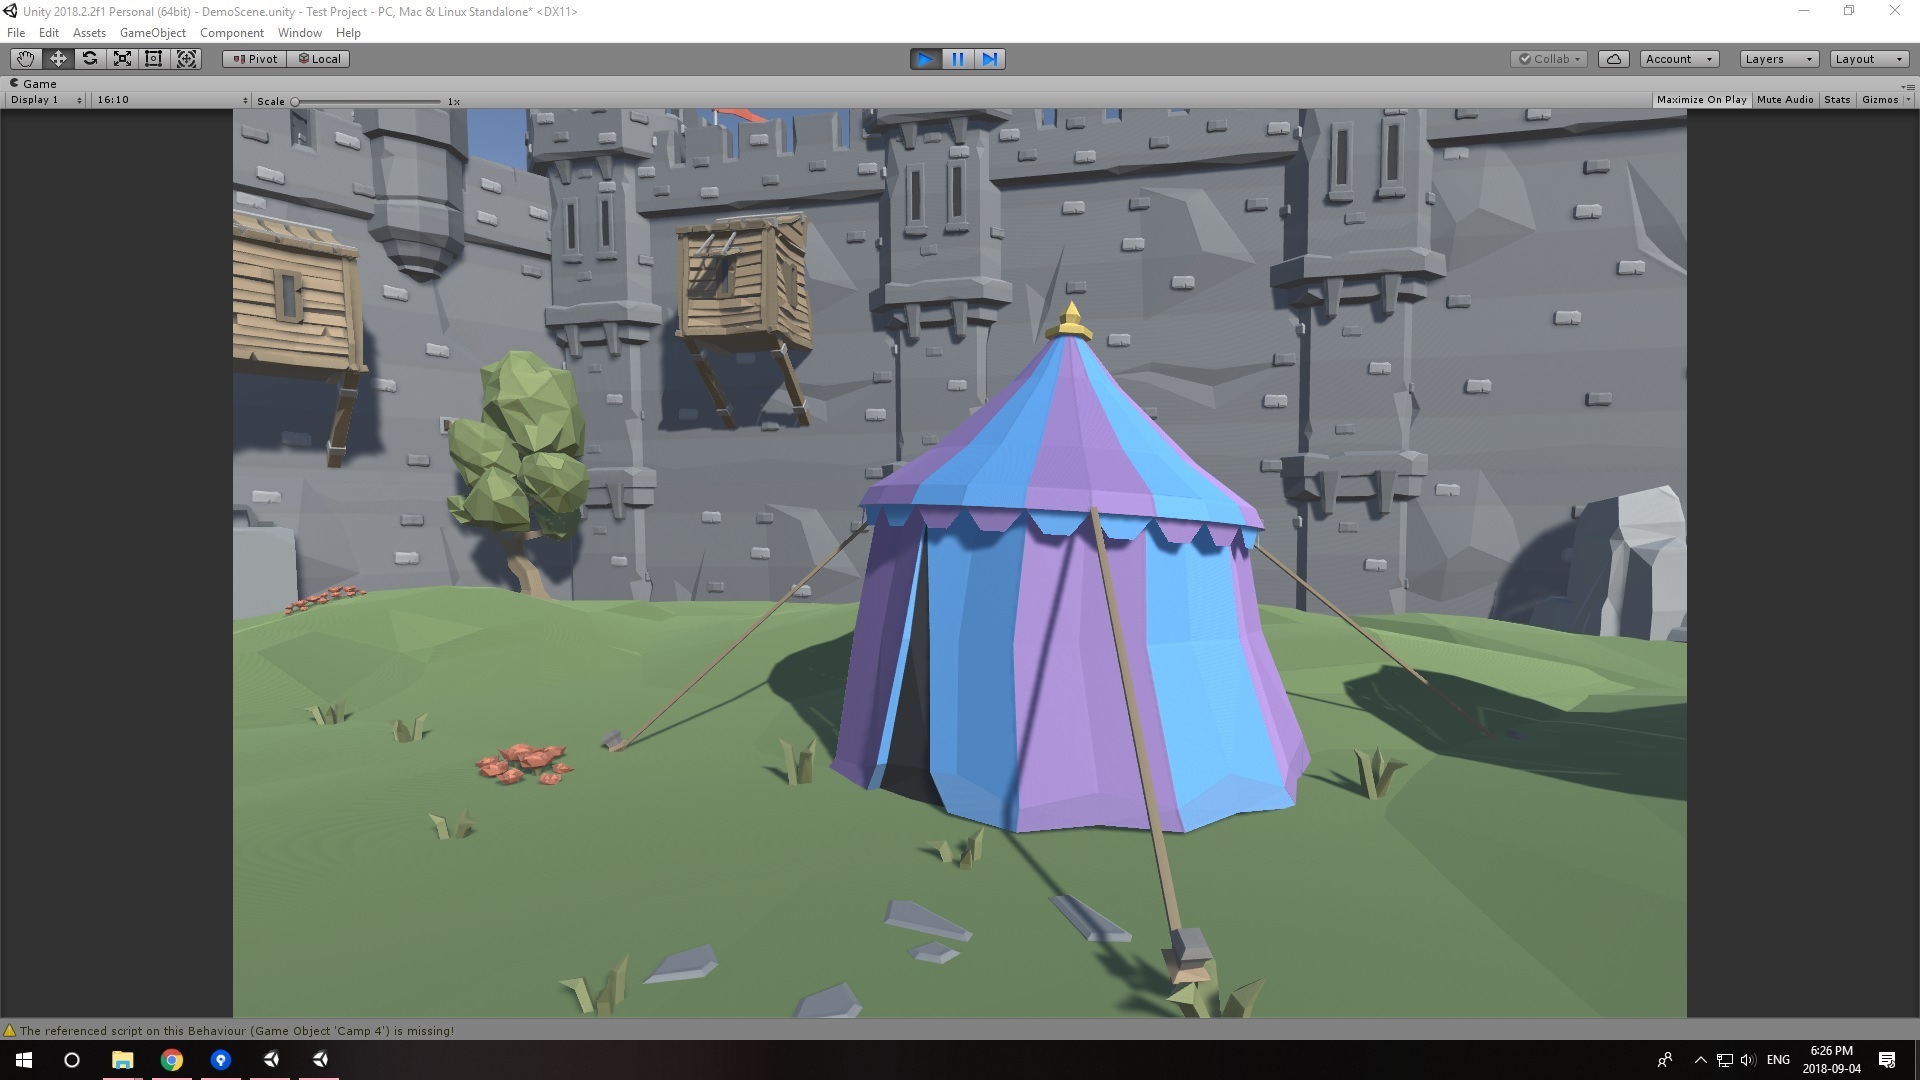 Unity 2018.2.2f1 Personal (64bit) - DemoScene.unity - Test Project - PC, Mac & Linux Standalone* <DX11>
File Edit Assets GameObject Component Window Help
Pivot Local Collab Account Layers Layout
Game
Display 1 16:10 Scale 1x Maximize On Play Mute Audio Stats Gizmos
The referenced script on this Behaviour (Game Object 'Camp 4') is missing!
6:26 PM
ENG
2018-09-04